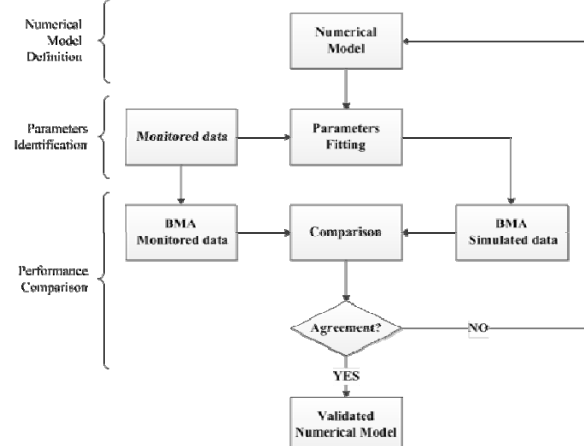 Numerical
Model
Definition
Numerical
Model
Parameters
Identification
Monitored data
Parameters
Fitting
Performance
Comparison
BMA
Monitored data
Comparison
BMA
Simulated data
Agreement?
NO
YES
Validated
Numerical Model